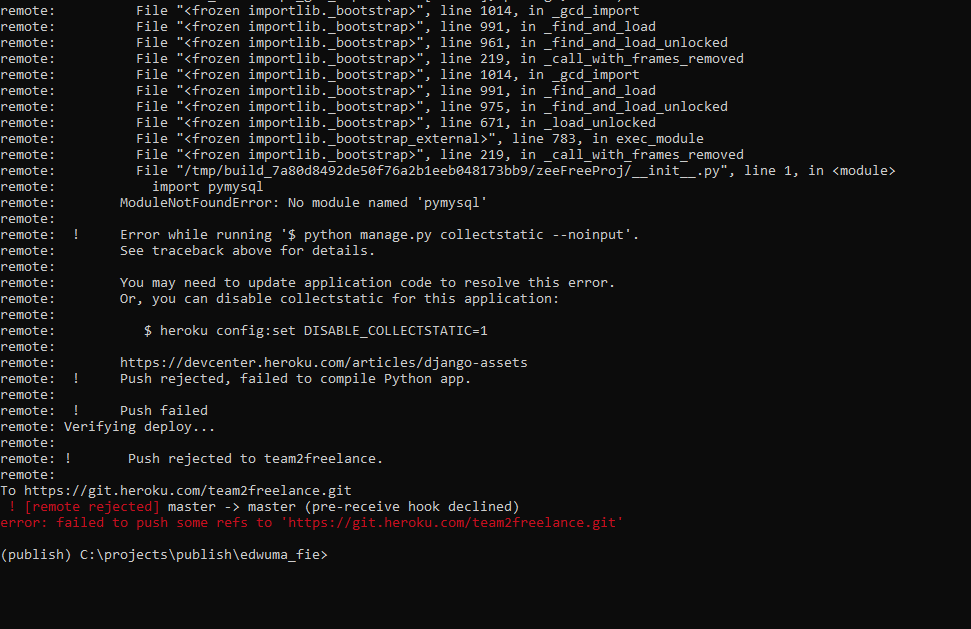 remote:          File "<frozen importlib._bootstrap>", line 1014, in _gcd_import
remote:          File "<frozen importlib._bootstrap>", line 991, in _find_and_load
remote:          File "<frozen importlib._bootstrap>", line 961, in _find_and_load_unlocked
remote:          File "<frozen importlib._bootstrap>", line 219, in _call_with_frames_removed
remote:          File "<frozen importlib._bootstrap>", line 1014, in _gcd_import
remote:          File "<frozen importlib._bootstrap>", line 991, in _find_and_load
remote:          File "<frozen importlib._bootstrap>", line 975, in _find_and_load_unlocked
remote:          File "<frozen importlib._bootstrap>", line 671, in _load_unlocked
remote:          File "<frozen importlib._bootstrap_external>", line 783, in exec_module
remote:          File "<frozen importlib._bootstrap>", line 219, in _call_with_frames_removed
remote:          File "/tmp/build_7a80d8492de50f76a2b1eeb048173bb9/zeeFreeProj/__init__.py", line 1, in <module>
remote:            import pymysql
remote:        ModuleNotFoundError: No module named 'pymysql'
remote:
remote:  !     Error while running '$ python manage.py collectstatic --noinput'.
remote:        See traceback above for details.
remote:
remote:        You may need to update application code to resolve this error.
remote:        Or, you can disable collectstatic for this application:
remote:
remote:           $ heroku config:set DISABLE_COLLECTSTATIC=1
remote:
remote:        https://devcenter.heroku.com/articles/django-assets
remote:  !     Push rejected, failed to compile Python app.
remote:
remote:  !     Push failed
remote: Verifying deploy...
remote:
remote: !       Push rejected to team2freelance.
remote:
To https://git.heroku.com/team2freelance.git
 ! [remote rejected] master -> master (pre-receive hook declined)
error: failed to push some refs to 'https://git.heroku.com/team2freelance.git'
(publish) C:\projects\publish\edwuma_fie>